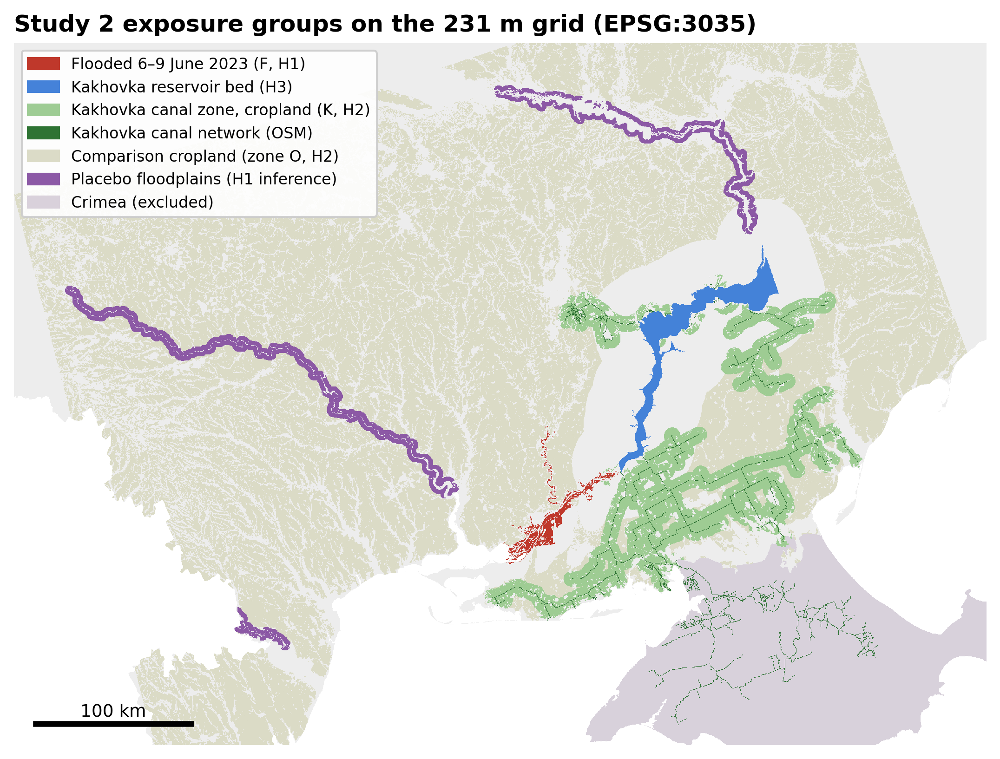 Study 2 exposure groups on the 231 m grid (EPSG:3035)
Flooded 6–9 June 2023 (F, H1)
Kakhovka reservoir bed (H3)
Kakhovka canal zone, cropland (K, H2)
Kakhovka canal network (OSM)
Comparison cropland (zone O, H2)
Placebo floodplains (H1 inference)
Crimea (excluded)
100 km